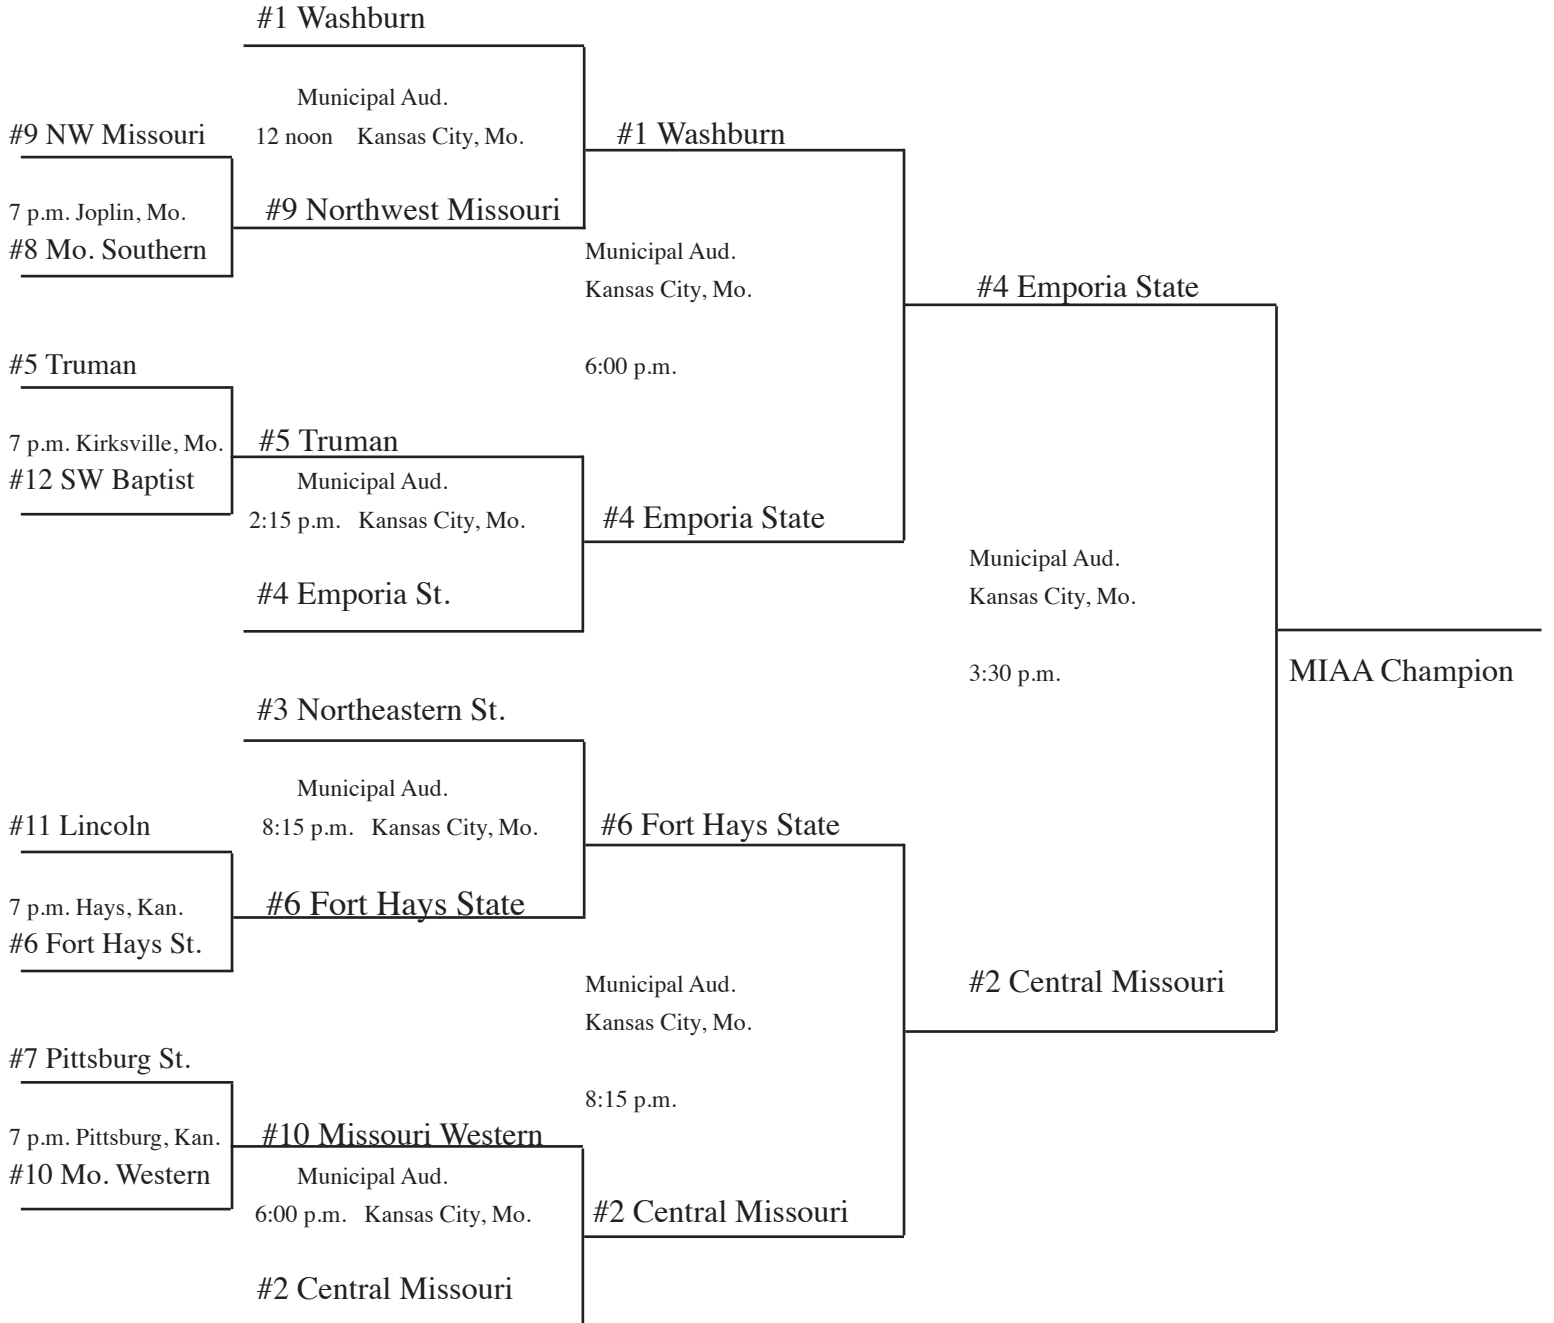 #1 Washburn
Municipal Aud.
#9 NW Missouri
12 noon Kansas City, Mo.
#1 Washburn
7 p.m. Joplin, Mo.
#9 Northwest Missouri
#8 Mo. Southern
Municipal Aud.
Kansas City, Mo.
#4 Emporia State
#5 Truman
6:00 p.m.
7 p.m. Kirksville, Mo.
#5 Truman
#12 SW Baptist
Municipal Aud.
2:15 p.m. Kansas City, Mo.
#4 Emporia State
Municipal Aud.
Kansas City, Mo.
#4 Emporia St.
3:30 p.m.
MIAA Champion
#3 Northeastern St.
Municipal Aud.
#11 Lincoln
8:15 p.m. Kansas City, Mo.
#6 Fort Hays State
7 p.m. Hays, Kan.
#6 Fort Hays State
#6 Fort Hays St.
Municipal Aud.
Kansas City, Mo.
#2 Central Missouri
#7 Pittsburg St.
8:15 p.m.
7 p.m. Pittsburg, Kan.
#10 Missouri Western
#10 Mo. Western
Municipal Aud.
6:00 p.m. Kansas City, Mo.
#2 Central Missouri
#2 Central Missouri